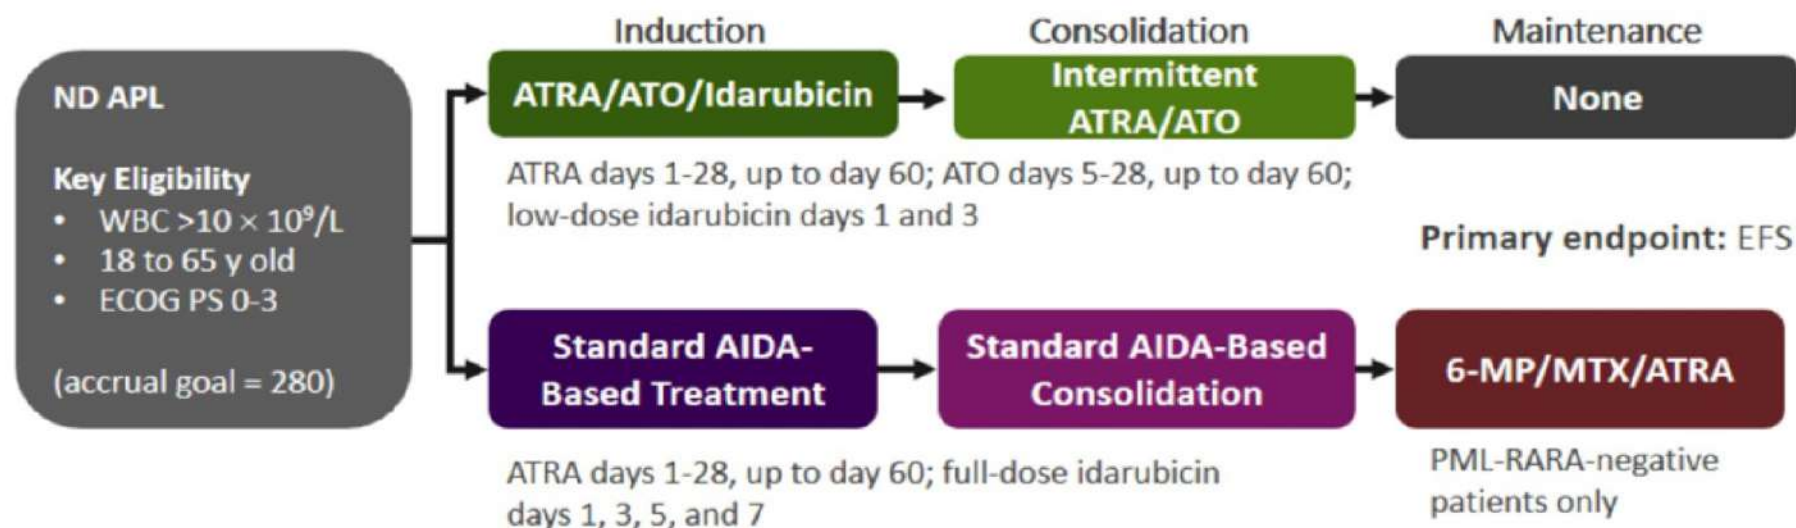 Induction
Consolidation
Maintenance
ND APL
Key Eligibility
• WBC >10 × 10⁹/L
• 18 to 65 y old
• ECOG PS 0-3
(accrual goal = 280)
ATRA/ATO/Idarubicin
Intermittent
ATRA/ATO
None
ATRA days 1-28, up to day 60; ATO days 5-28, up to day 60;
low-dose idarubicin days 1 and 3
Primary endpoint: EFS
Standard AIDA-
Based Treatment
Standard AIDA-Based
Consolidation
6-MP/MTX/ATRA
ATRA days 1-28, up to day 60; full-dose idarubicin
days 1, 3, 5, and 7
PML-RARA-negative
patients only